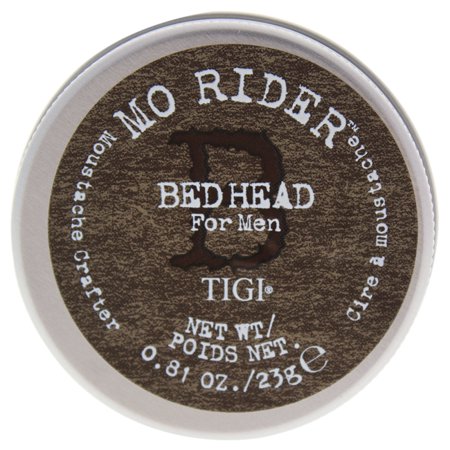 MO RIDER™
Moustache Crafter
Cire à moustache
B
BED HEAD
For Men
TIGI®
NET WT/
POIDS NET.
0.81 OZ./23g e